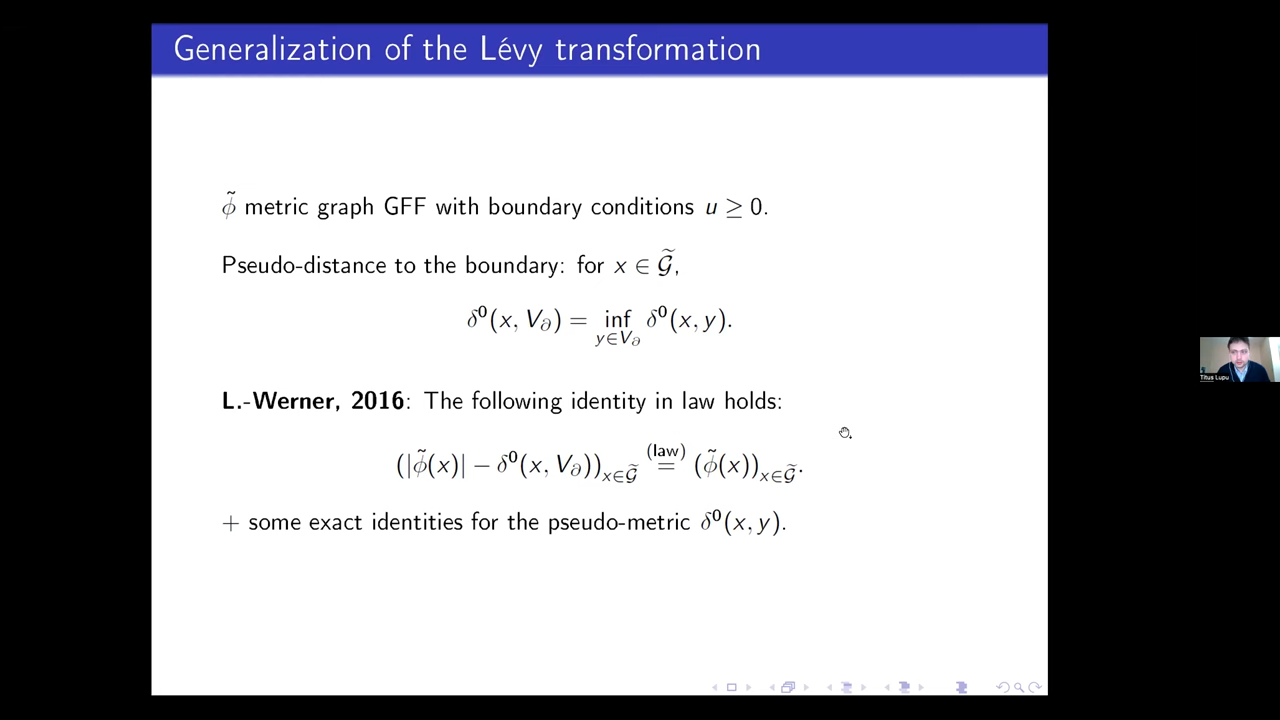 Generalization of the Lévy transformation
ϕ̃ metric graph GFF with boundary conditions u ≥ 0.
Pseudo-distance to the boundary: for x ∈ 𝒢̃,
δ⁰(x, V∂) = inf_{y∈V∂} δ⁰(x, y).
L.-Werner, 2016: The following identity in law holds:
(|ϕ̃(x)| − δ⁰(x, V∂))_{x∈𝒢̃} (law)= (ϕ̃(x))_{x∈𝒢̃}.
+ some exact identities for the pseudo-metric δ⁰(x, y).
Titus Lupu